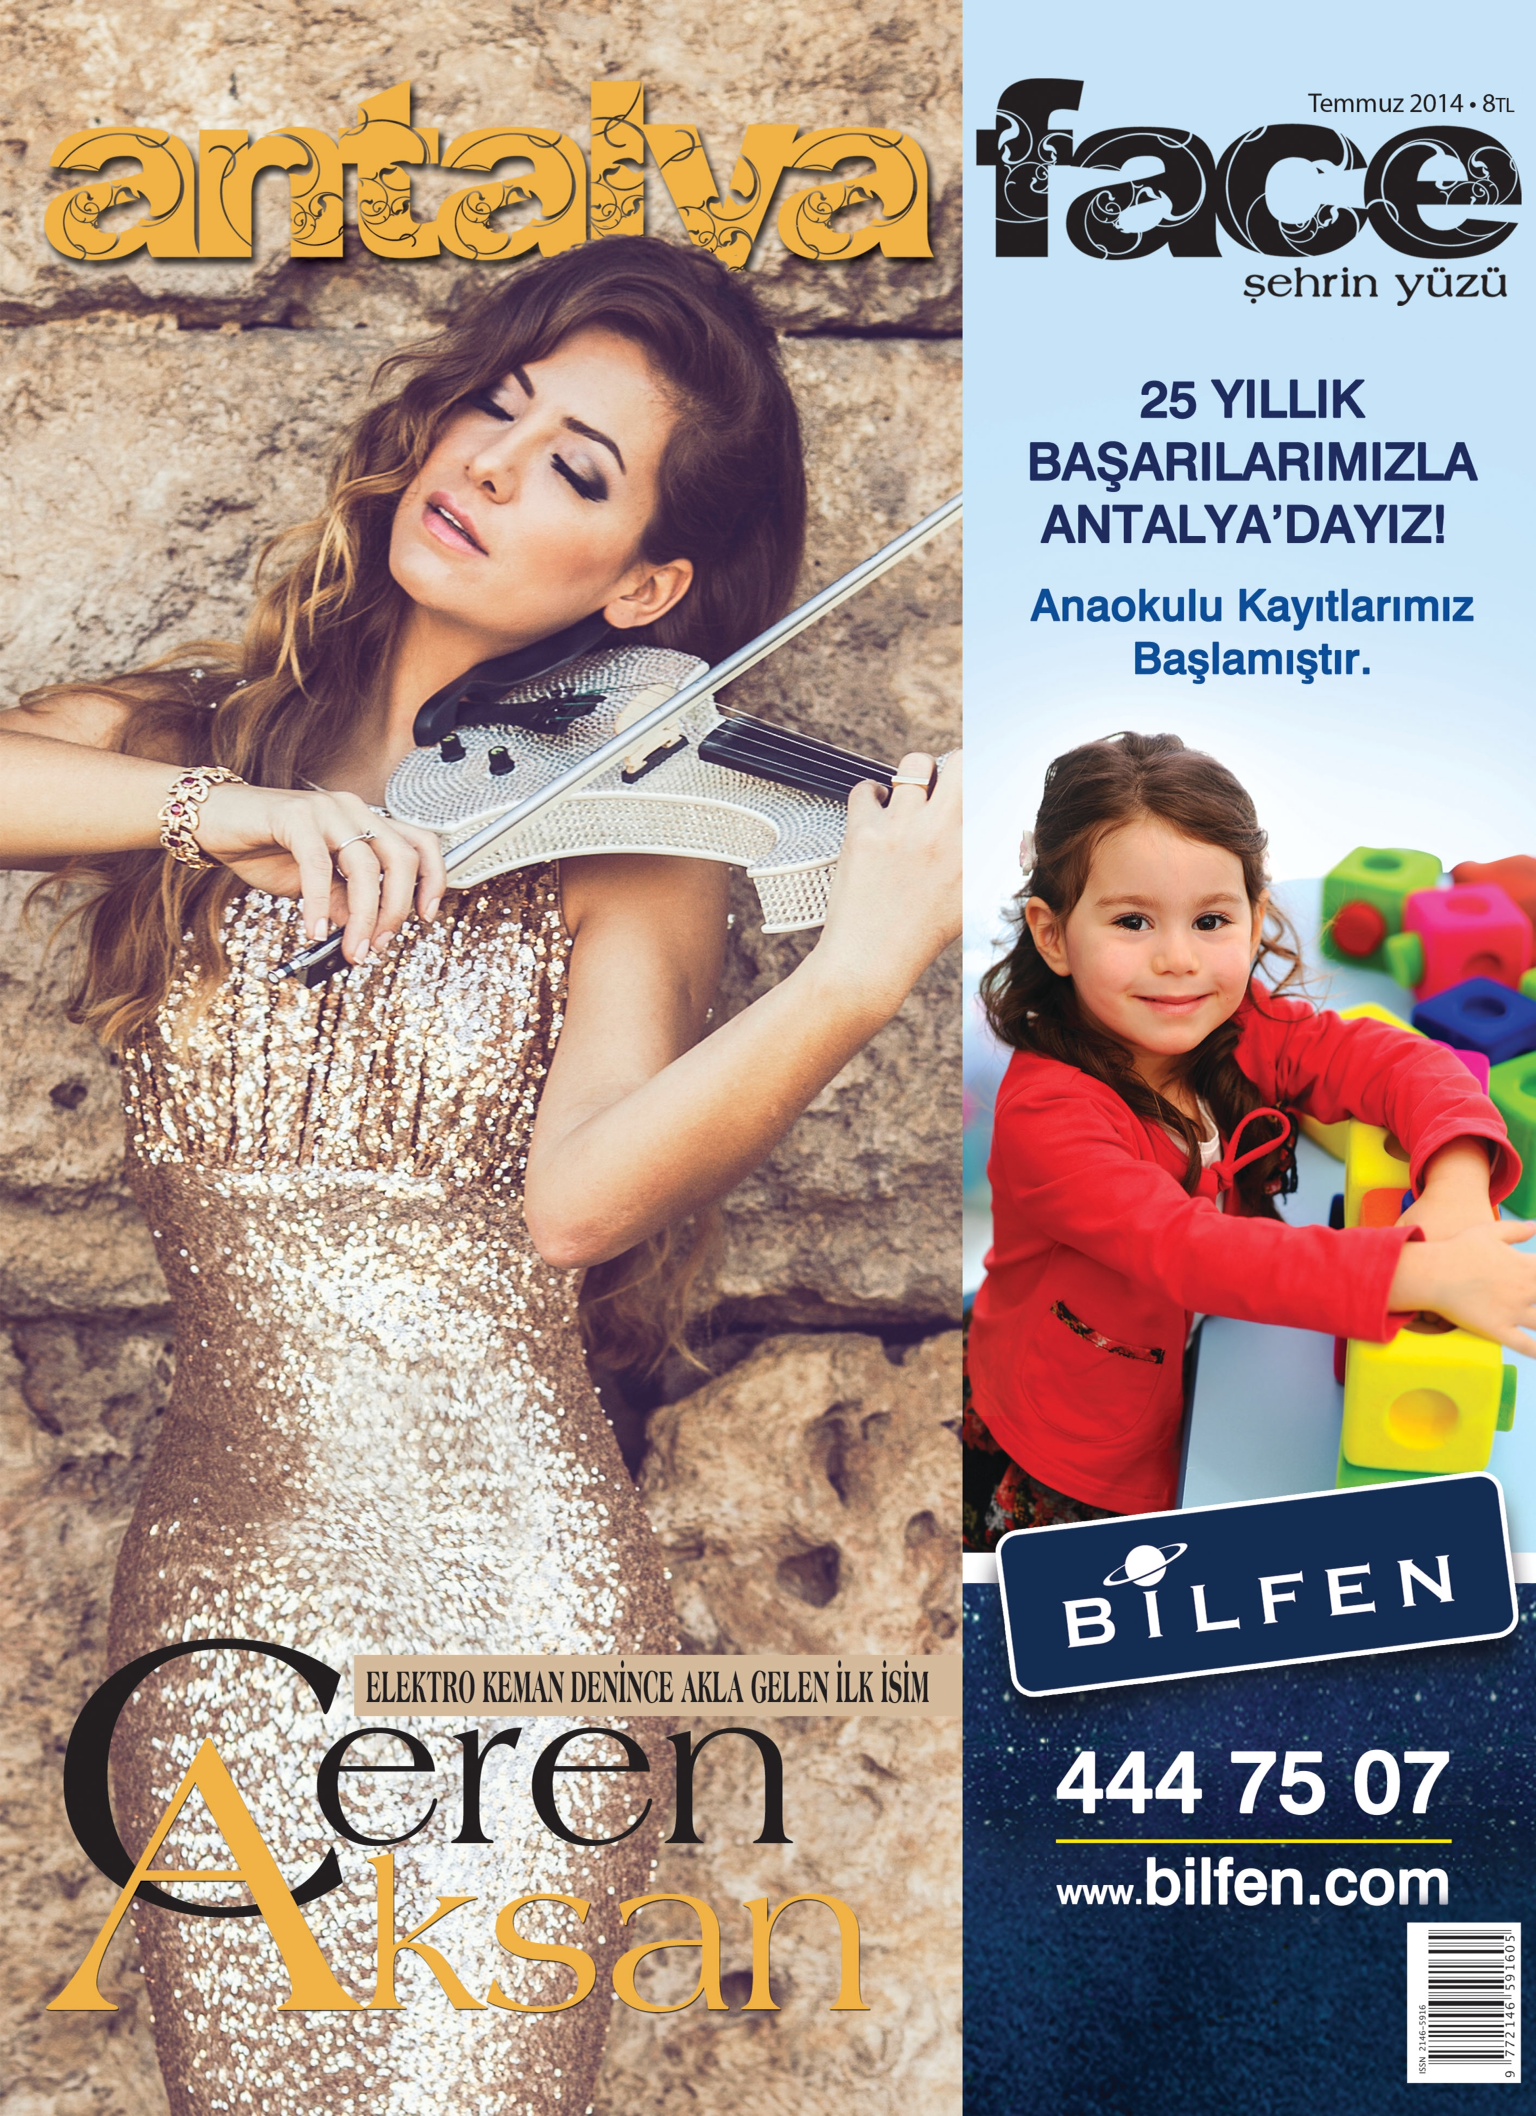 antalya
face
Temmuz 2014 • 8TL
şehrin yüzü
25 YILLIK
BAŞARILARIMIZLA
ANTALYA'DAYIZ!
Anaokulu Kayıtlarımız
Başlamıştır.
BİLFEN
444 75 07
www.bilfen.com
ELEKTRO KEMAN DENİNCE AKLA GELEN İLK İSİM
Ceren
Aksan
ISSN 2146-5916
9 772146 591605